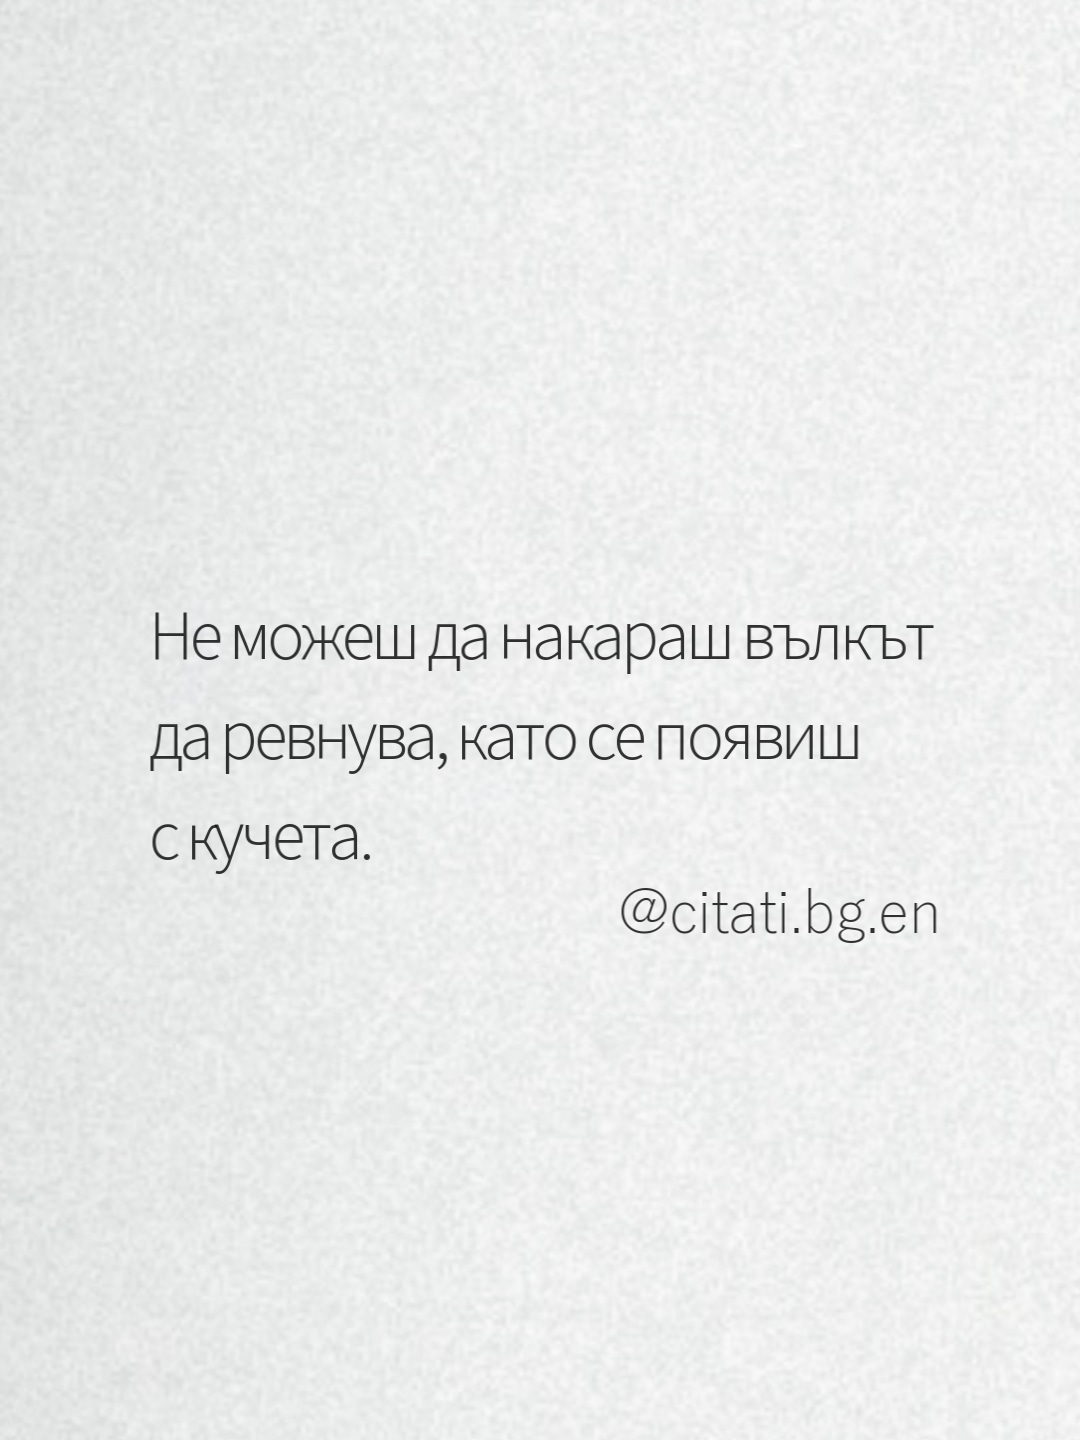 Не можеш да накараш вълкът
да ревнува, като се появиш
с кучета.
@citati.bg.en